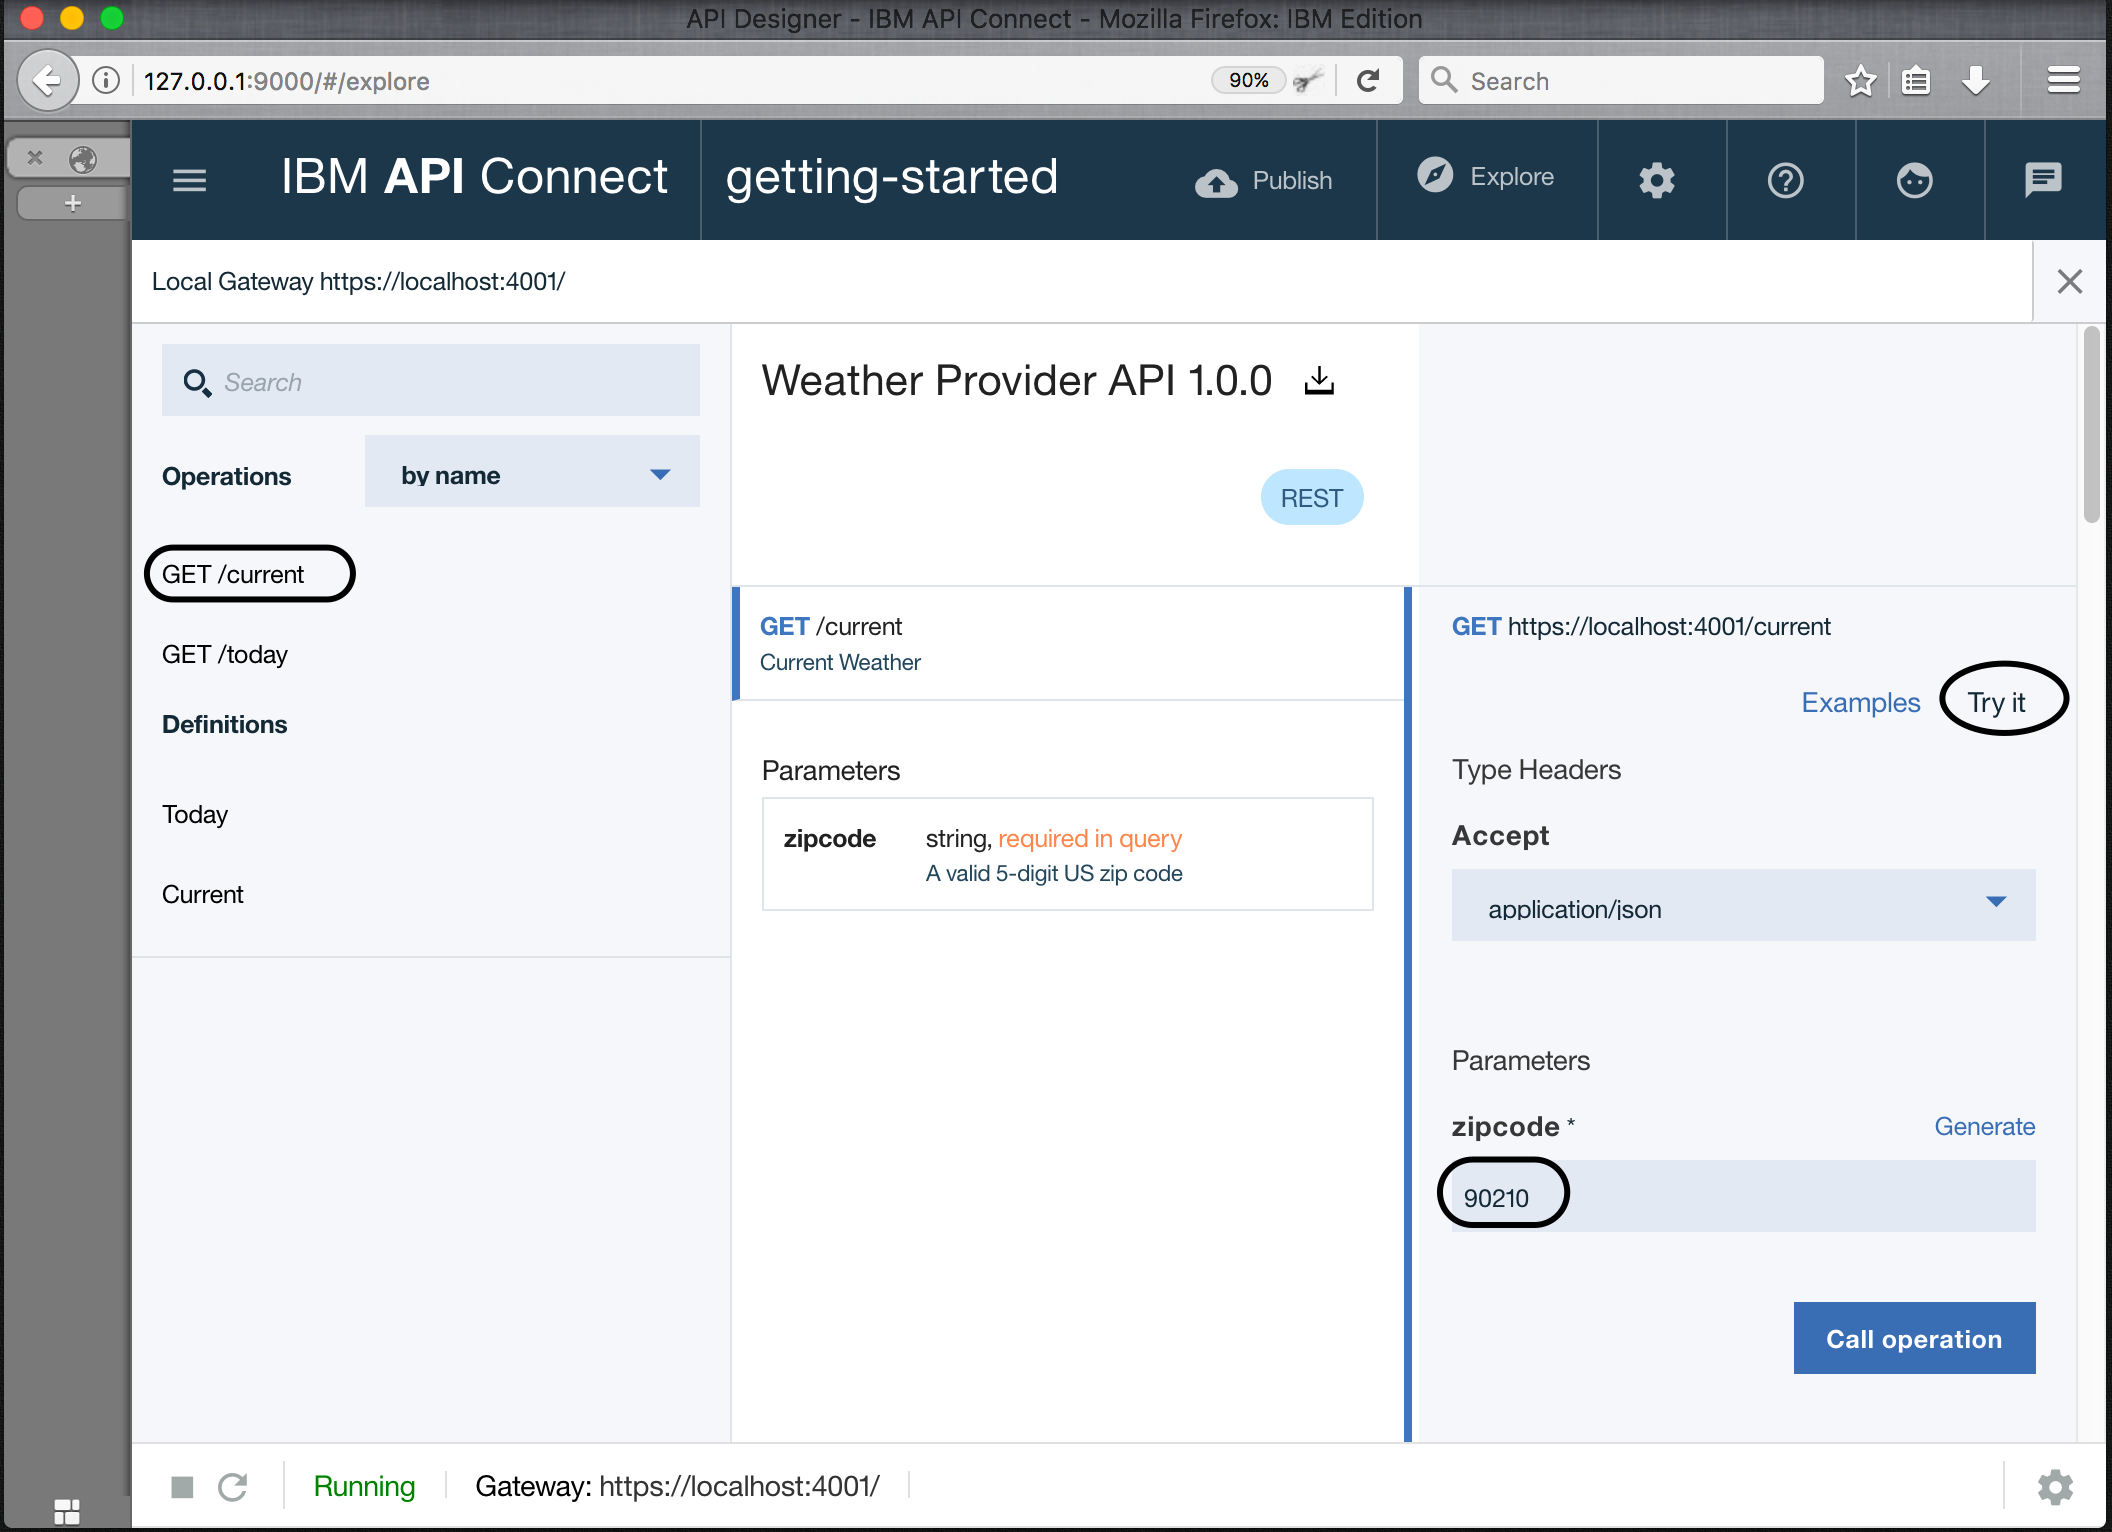 API Designer - IBM API Connect - Mozilla Firefox: IBM Edition
127.0.0.1:9000/#/explore
90%
Search
IBM API Connect
getting-started
Publish
Explore
Local Gateway https://localhost:4001/
Search
Operations
by name
GET /current
GET /today
Definitions
Today
Current
Weather Provider API 1.0.0
REST
GET /current
Current Weather
Parameters
zipcode string, required in query
A valid 5-digit US zip code
GET https://localhost:4001/current
Examples Try it
Type Headers
Accept
application/json
Parameters
zipcode *
Generate
90210
Call operation
Running
Gateway: https://localhost:4001/